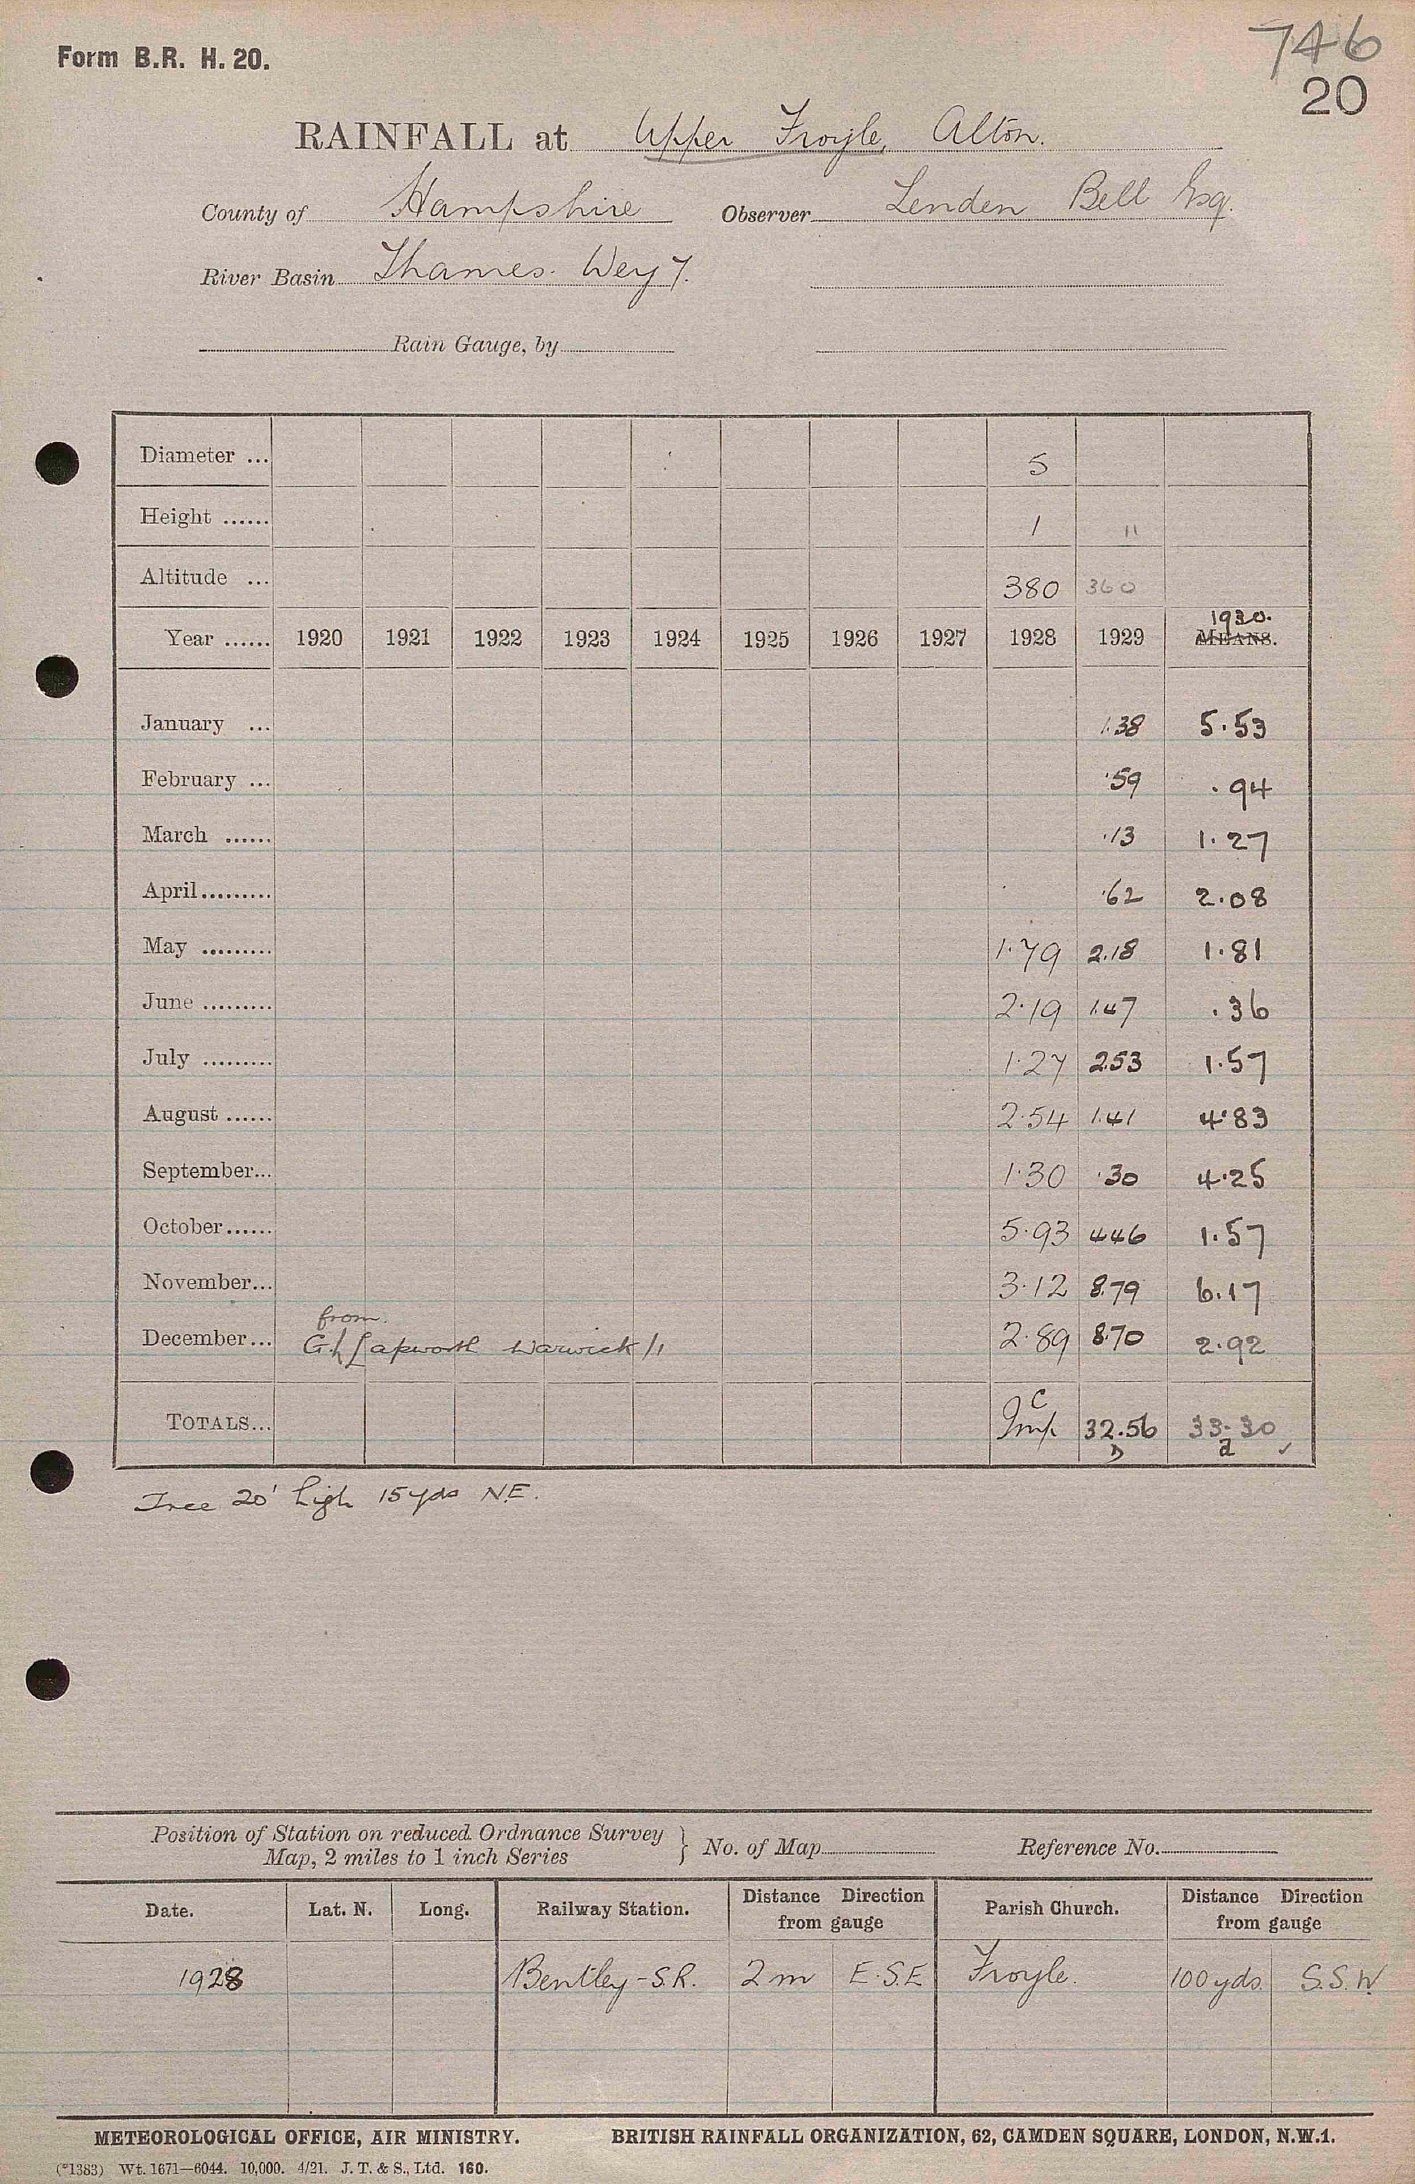 Form B.R. H. 20.
746
20
RAINFALL at Upper Froyle, Alton.
County of Hampshire Observer Lenden Bell Esq.
River Basin Thames. Wey 7.
Rain Gauge, by
Diameter ... 5
Height ...... 1 "
Altitude ... 380 360
1930.
Year ...... 1920 1921 1922 1923 1924 1925 1926 1927 1928 1929 MEANS.
January ... 1.38 5.53
February ... .59 .94
March ...... .13 1.27
April ......... .62 2.08
May ......... 1.79 2.18 1.81
June ......... 2.19 1.47 .36
July ......... 1.27 2.53 1.57
August ...... 2.54 1.41 4.83
September... 1.30 .30 4.25
October...... 5.93 4.46 1.57
November... 3.12 8.79 6.17
from.
December... G.h Lapworth Warwick 2.89 8.70 2.92
C
TOTALS... Imp 32.56 33.30
D a ✓
Tree 20' high 15 yds N.E.
Position of Station on reduced Ordnance Survey
Map, 2 miles to 1 inch Series } No. of Map Reference No.
Date. Lat. N. Long. Railway Station. Distance Direction from gauge Parish Church. Distance Direction from gauge
1928 Bentley - S.R. 2 m E.S.E Froyle. 100 yds. S.S.W.
METEOROLOGICAL OFFICE, AIR MINISTRY. BRITISH RAINFALL ORGANIZATION, 62, CAMDEN SQUARE, LONDON, N.W.1.
(*1383) Wt. 1671—6044. 10,000. 4/21. J. T. & S., Ltd. 160.